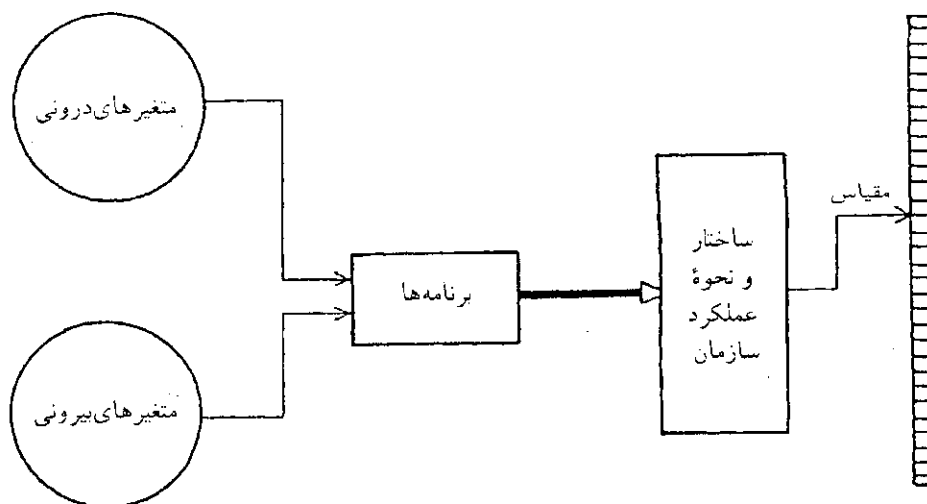 متغیرهای درونی
مقیاس
ساختار
و نحوهٔ
عملکرد
سازمان
برنامه‌ها
متغیرهای بیرونی